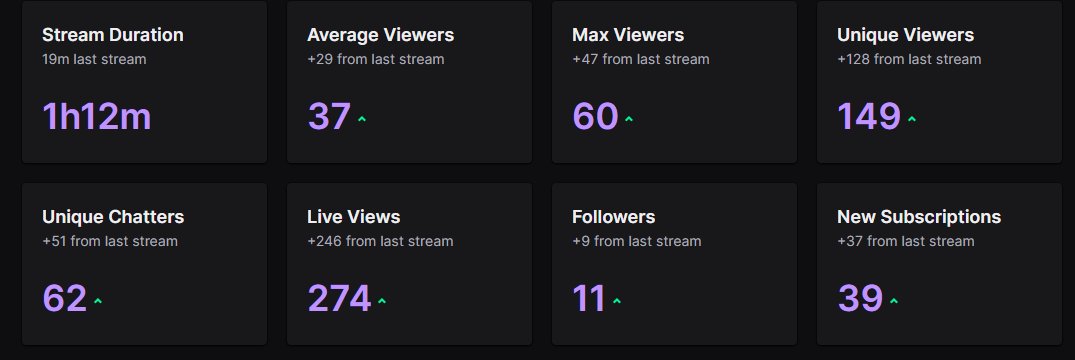 Stream Duration
19m last stream
1h12m
Average Viewers
+29 from last stream
37
Max Viewers
+47 from last stream
60
Unique Viewers
+128 from last stream
149
Unique Chatters
+51 from last stream
62
Live Views
+246 from last stream
274
Followers
+9 from last stream
11
New Subscriptions
+37 from last stream
39